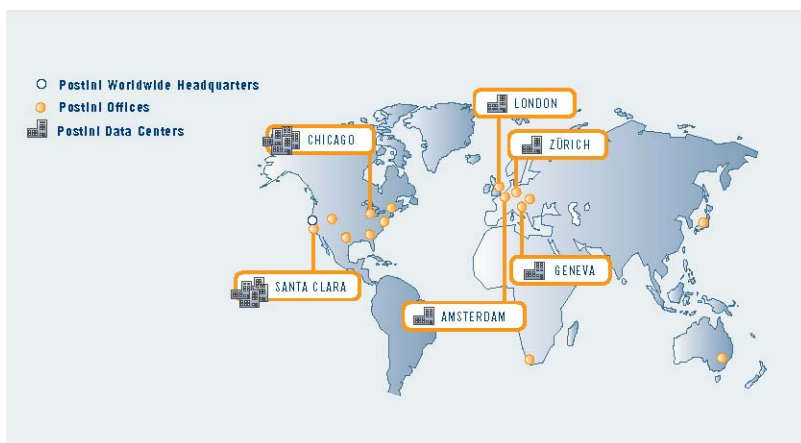 Postini Worldwide Headquarters
Postini Offices
Postini Data Centers
LONDON
CHICAGO
ZÜRICH
GENEVA
SANTA CLARA
AMSTERDAM